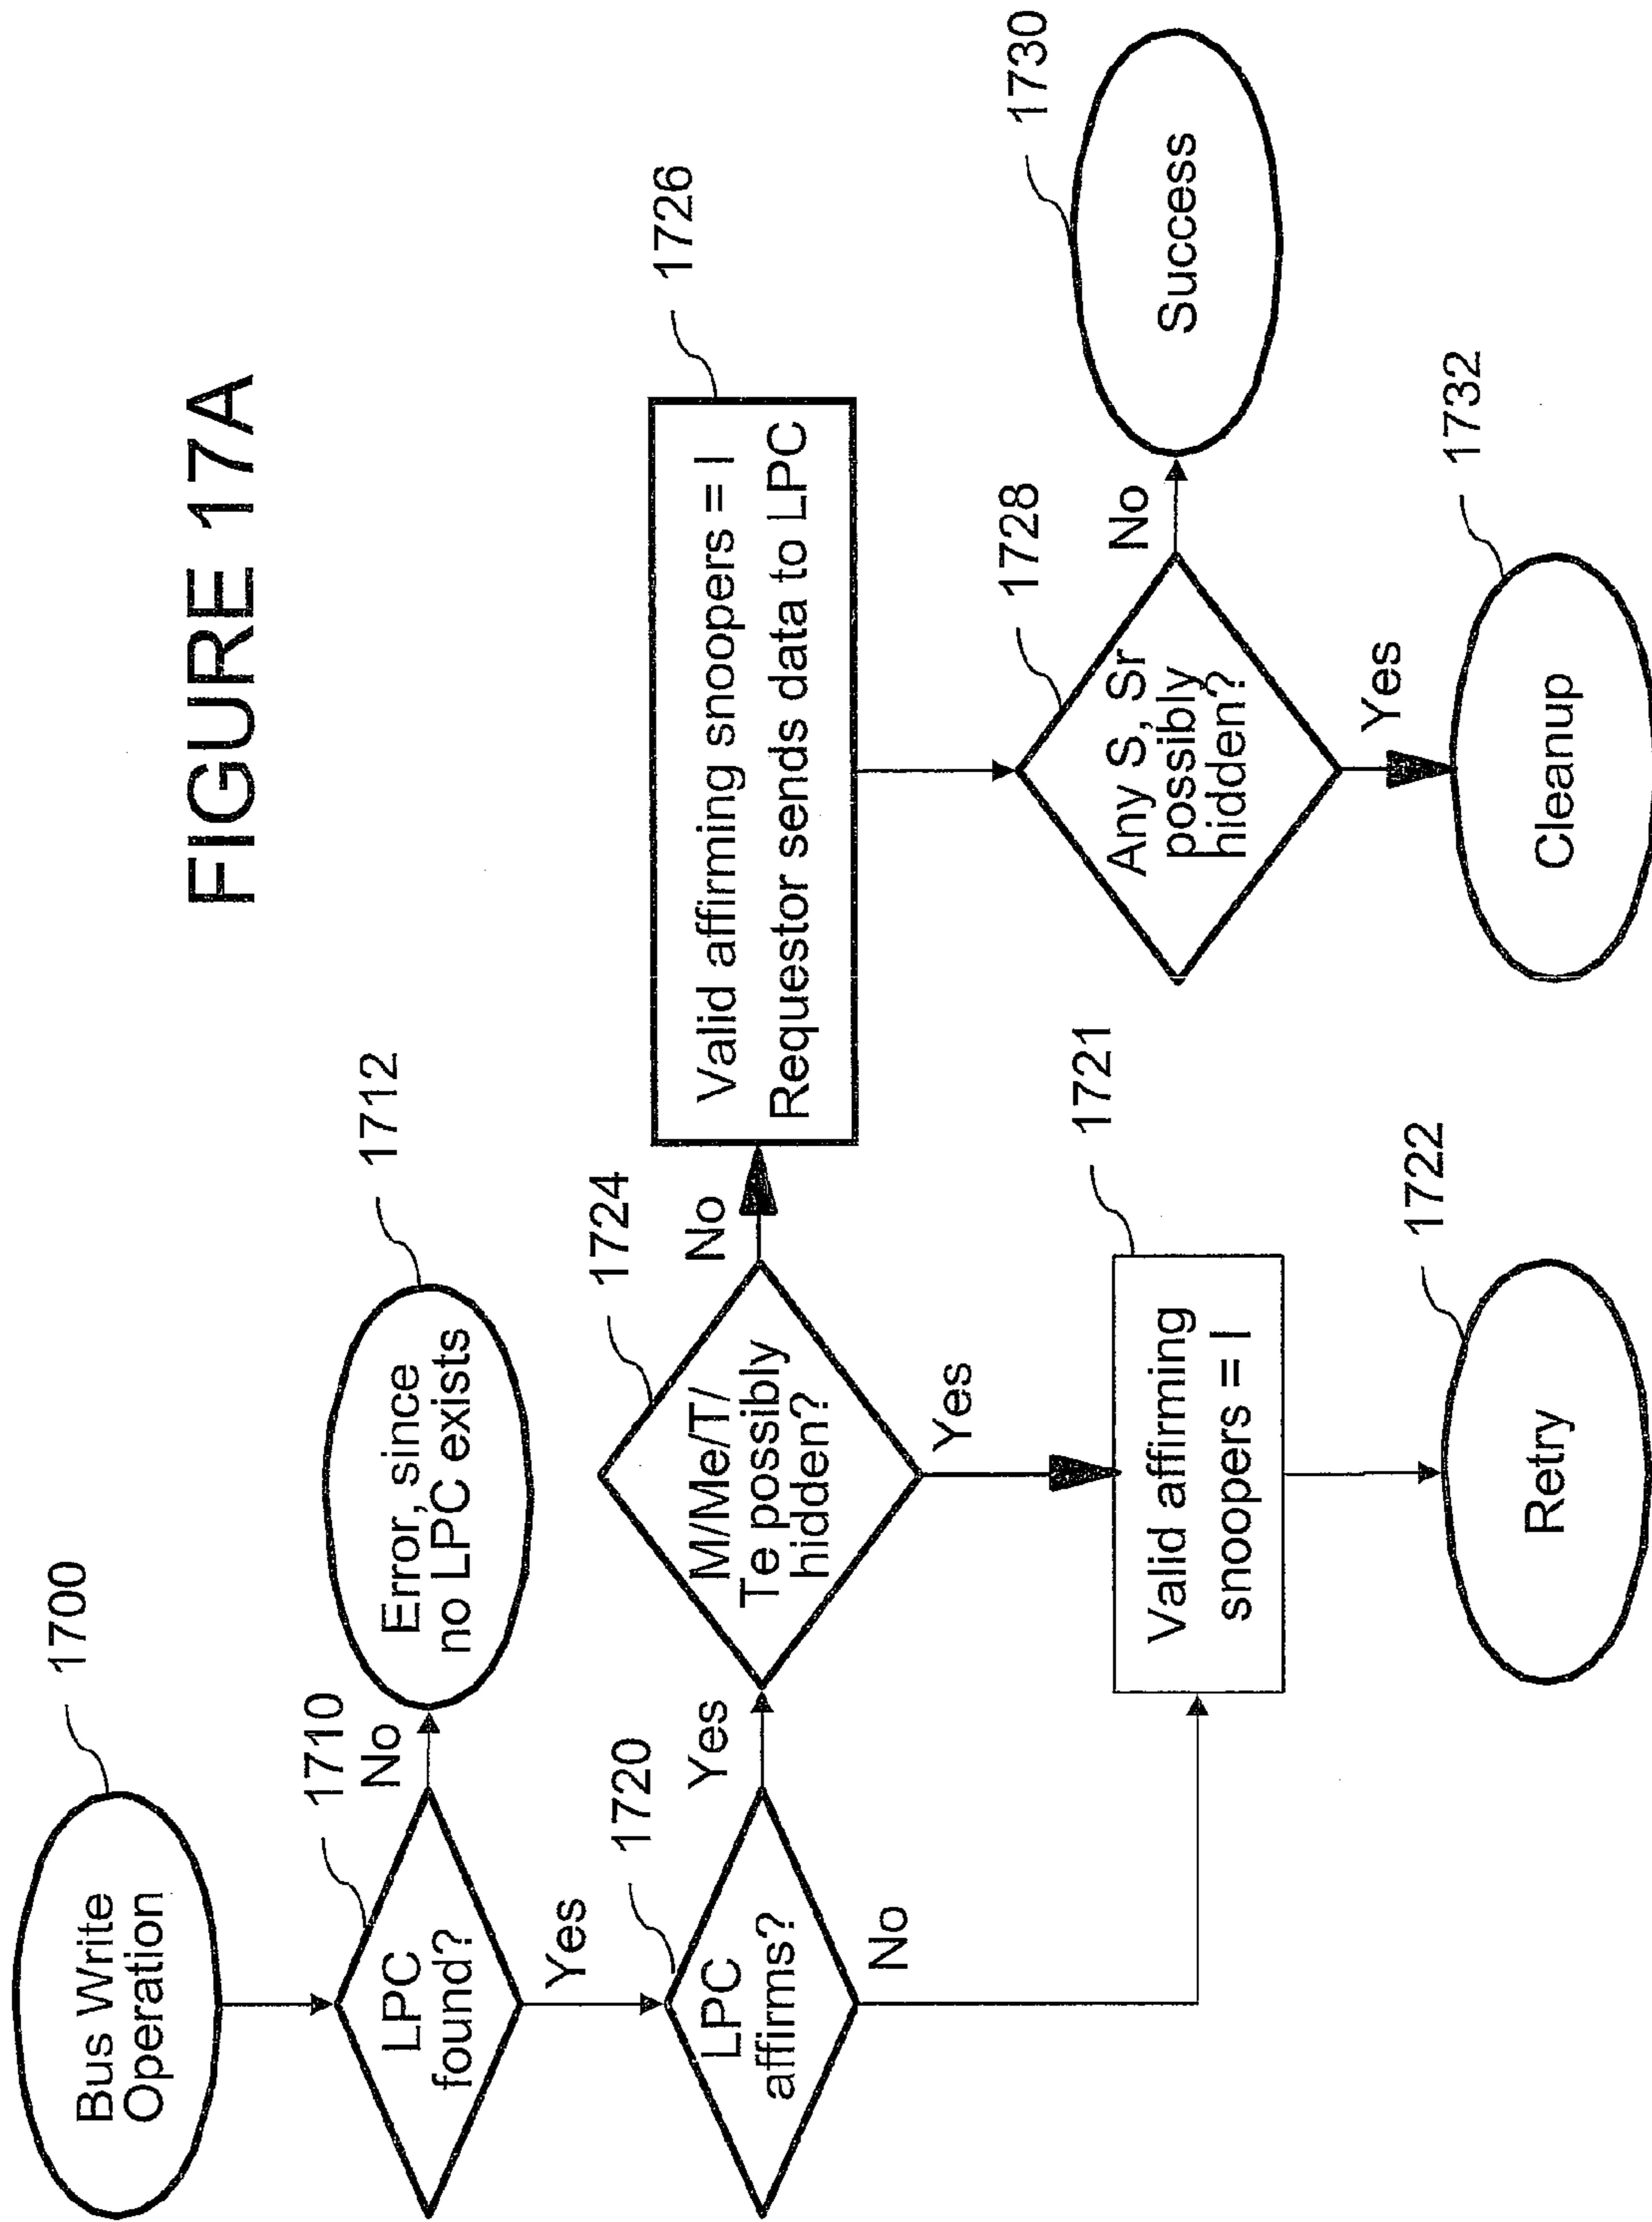 FIGURE 17A
1700
Bus Write
Operation
1710
LPC
found?
No
1712
Error, since
no LPC exists
Yes
1720
LPC
affirms?
Yes
No
1724
M/Me/T/
Te possibly
hidden?
No
Yes
1726
Valid affirming snoopers = I
Requestor sends data to LPC
1721
Valid affirming
snoopers = I
1722
Retry
1728
Any S, Sr
possibly
hidden?
No
1730
Success
Yes
1732
Cleanup